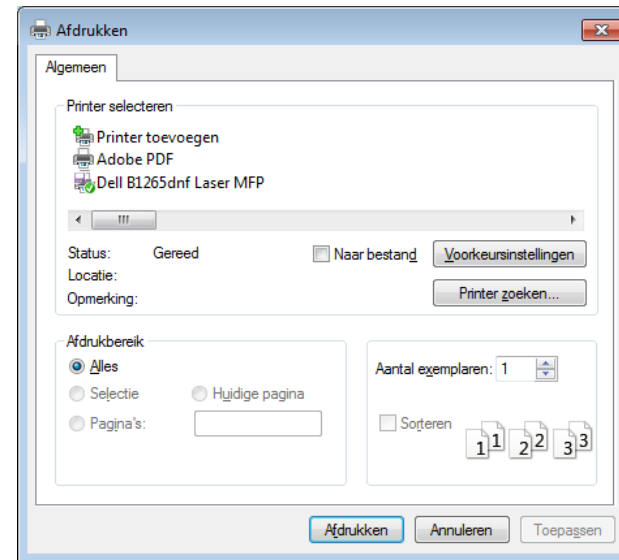 Afdrukken
Algemeen
Printer selecteren
Printer toevoegen
Adobe PDF
Dell B1265dnf Laser MFP
Status: Gereed
Naar bestand
Voorkeursinstellingen
Locatie:
Opmerking:
Printer zoeken...
Afdrukbereik
Alles
Selectie
Huidige pagina
Pagina's:
Aantal exemplaren: 1
Sorteren
1 1 2 2 3 3
Afdrukken
Annuleren
Toepassen